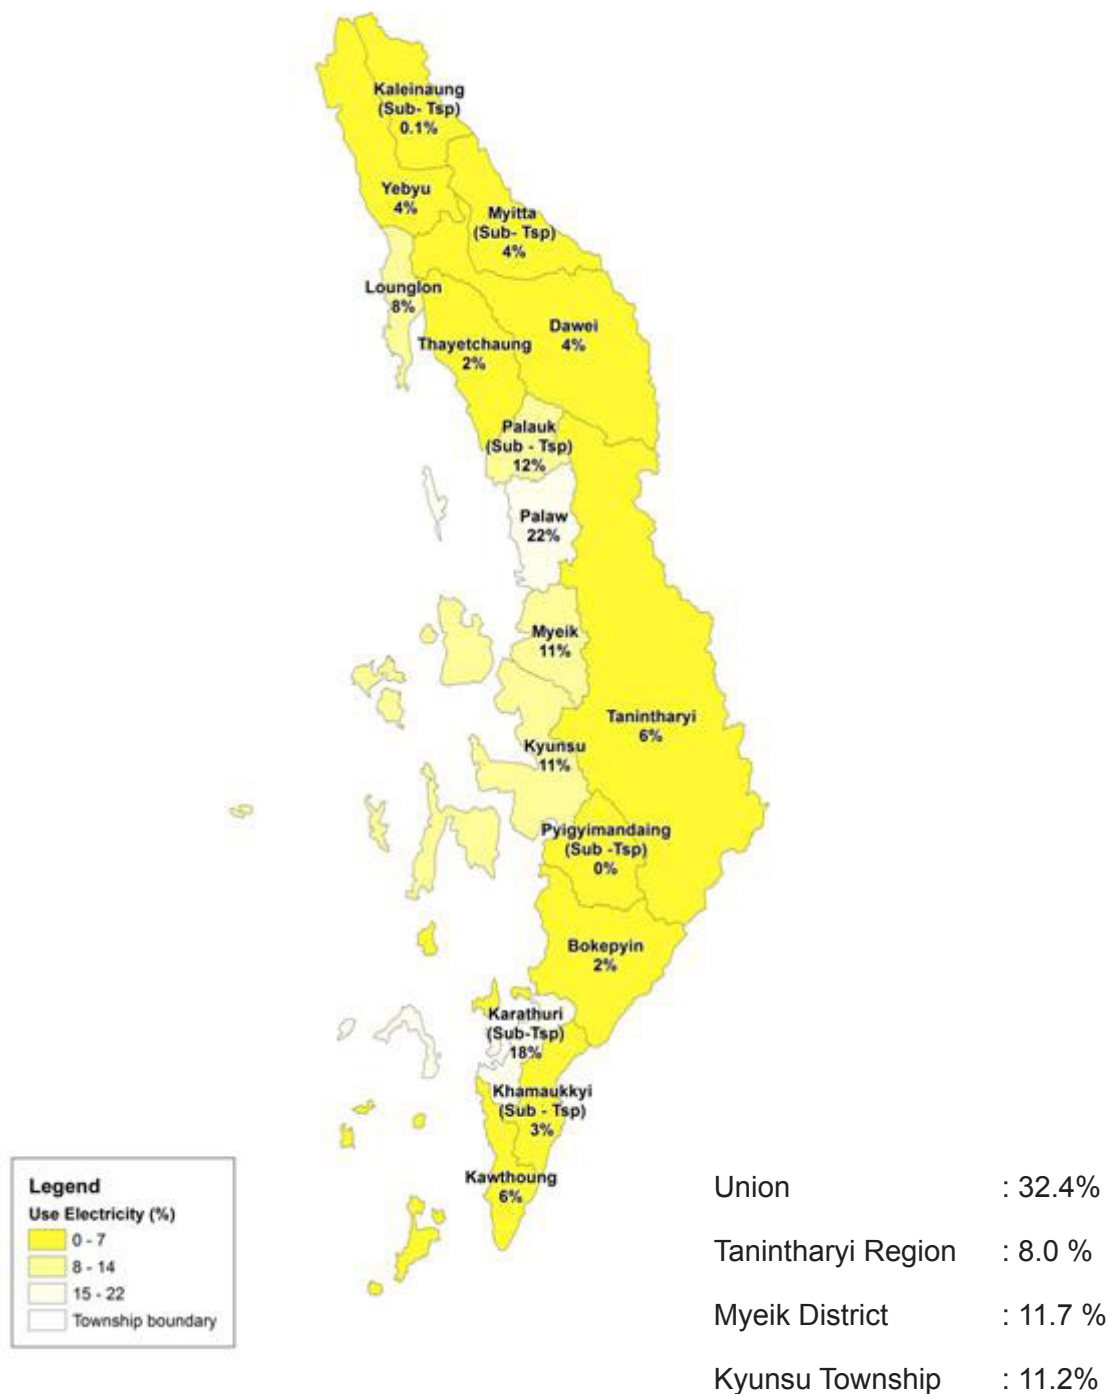 Kaleinaung
(Sub- Tsp)
0.1%
Yebyu
4%
Myitta
(Sub- Tsp)
4%
Lounglon
8%
Dawei
4%
Thayetchaung
2%
Palauk
(Sub - Tsp)
12%
Palaw
22%
Myeik
11%
Tanintharyi
6%
Kyunsu
11%
Pyigyimandaing
(Sub -Tsp)
0%
Bokepyin
2%
Karathuri
(Sub-Tsp)
18%
Khamaukkyi
(Sub - Tsp)
3%
Kawthoung
6%
Legend
Use Electricity (%)
0 - 7
8 - 14
15 - 22
Township boundary
Union : 32.4%
Tanintharyi Region : 8.0 %
Myeik District : 11.7 %
Kyunsu Township : 11.2%